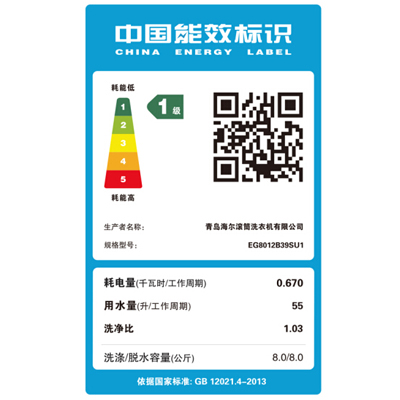 中国能效标识
CHINA ENERGY LABEL
耗能低
1
2
3
4
5
耗能高
1级
生产者名称: 青岛海尔滚筒洗衣机有限公司
规格型号: EG8012B39SU1
耗电量(千瓦时/工作周期) 0.670
用水量(升/工作周期) 55
洗净比 1.03
洗涤/脱水容量(公斤) 8.0/8.0
依据国家标准: GB 12021.4-2013